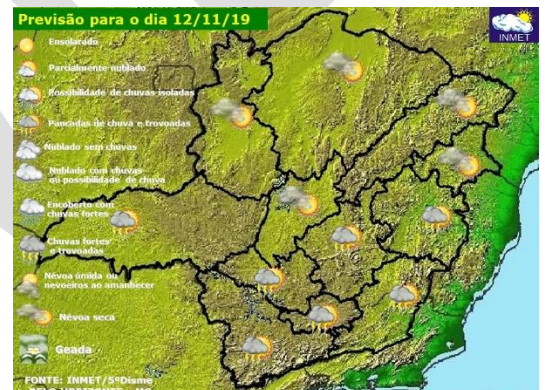 Previsão para o dia 12/11/19
INMET
Ensolarado
Parcialmente nublado
Possibilidade de chuvas isoladas
Pancadas de chuva e trovoadas
Nublado sem chuvas
Nublado com chuvas
ou possibilidade de chuva
Encoberto com
chuvas fortes
Chuvas fortes
e trovoadas
Névoa úmida ou
nevoeiros ao amanhecer
Névoa seca
Geada
FONTE: INMET/5ºDisme